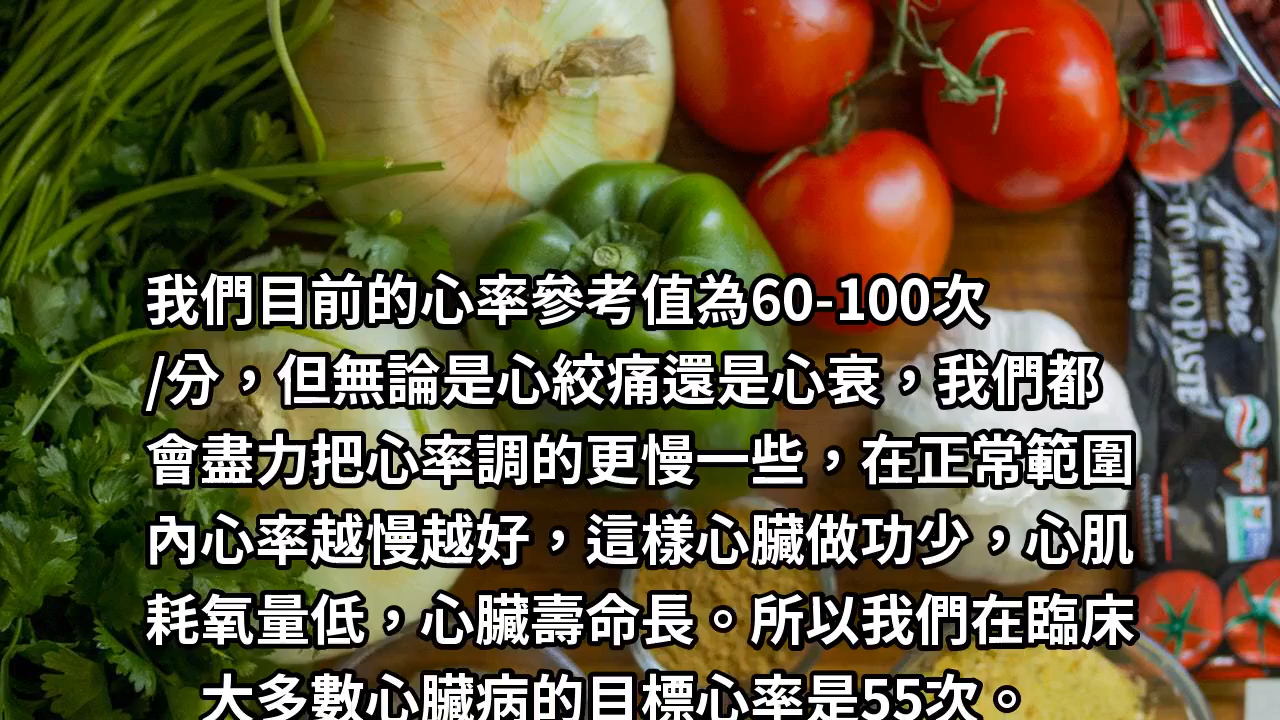 我們目前的心率參考值為60-100次
/分，但無論是心絞痛還是心衰，我們都
會盡力把心率調的更慢一些，在正常範圍
內心率越慢越好，這樣心臟做功少，心肌
耗氧量低，心臟壽命長。所以我們在臨床
大多數心臟病的目標心率是55次。
Amore
TOMATO PASTE